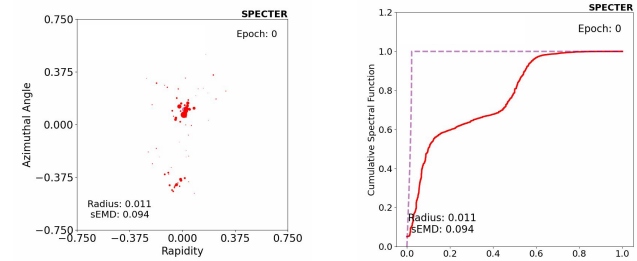 SPECTER
Epoch: 0
0.750
0.375
0.000
−0.375
−0.750
Azimuthal Angle
Radius: 0.011
sEMD: 0.094
−0.750 −0.375 0.000 0.375 0.750
Rapidity
SPECTER
Epoch: 0
1.2
1.0
0.8
0.6
0.4
0.2
0.0
Cumulative Spectral Function
Radius: 0.011
sEMD: 0.094
0.0 0.2 0.4 0.6 0.8 1.0